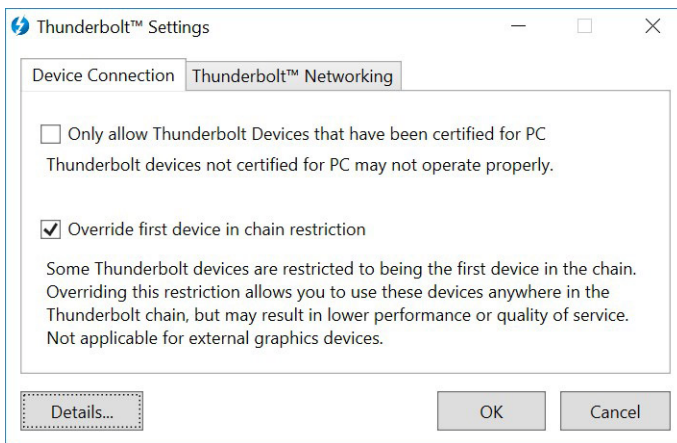 Thunderbolt™ Settings
Device Connection
Thunderbolt™ Networking
Only allow Thunderbolt Devices that have been certified for PC
Thunderbolt devices not certified for PC may not operate properly.
Override first device in chain restriction
Some Thunderbolt devices are restricted to being the first device in the chain.
Overriding this restriction allows you to use these devices anywhere in the
Thunderbolt chain, but may result in lower performance or quality of service.
Not applicable for external graphics devices.
Details...
OK
Cancel